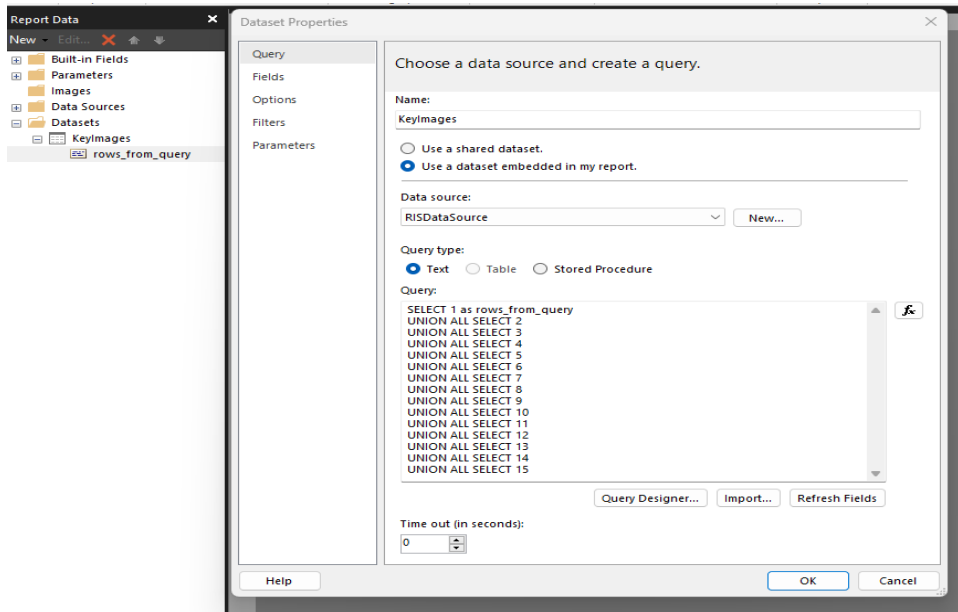 Report Data
New Edit...
Built-in Fields
Parameters
Images
Data Sources
Datasets
KeyImages
rows_from_query
Dataset Properties
Query
Fields
Options
Filters
Parameters
Choose a data source and create a query.
Name:
KeyImages
Use a shared dataset.
Use a dataset embedded in my report.
Data source:
RISDataSource New...
Query type:
Text Table Stored Procedure
Query:
SELECT 1 as rows_from_query
UNION ALL SELECT 2
UNION ALL SELECT 3
UNION ALL SELECT 4
UNION ALL SELECT 5
UNION ALL SELECT 6
UNION ALL SELECT 7
UNION ALL SELECT 8
UNION ALL SELECT 9
UNION ALL SELECT 10
UNION ALL SELECT 11
UNION ALL SELECT 12
UNION ALL SELECT 13
UNION ALL SELECT 14
UNION ALL SELECT 15
fx
Query Designer... Import... Refresh Fields
Time out (in seconds):
0
Help OK Cancel